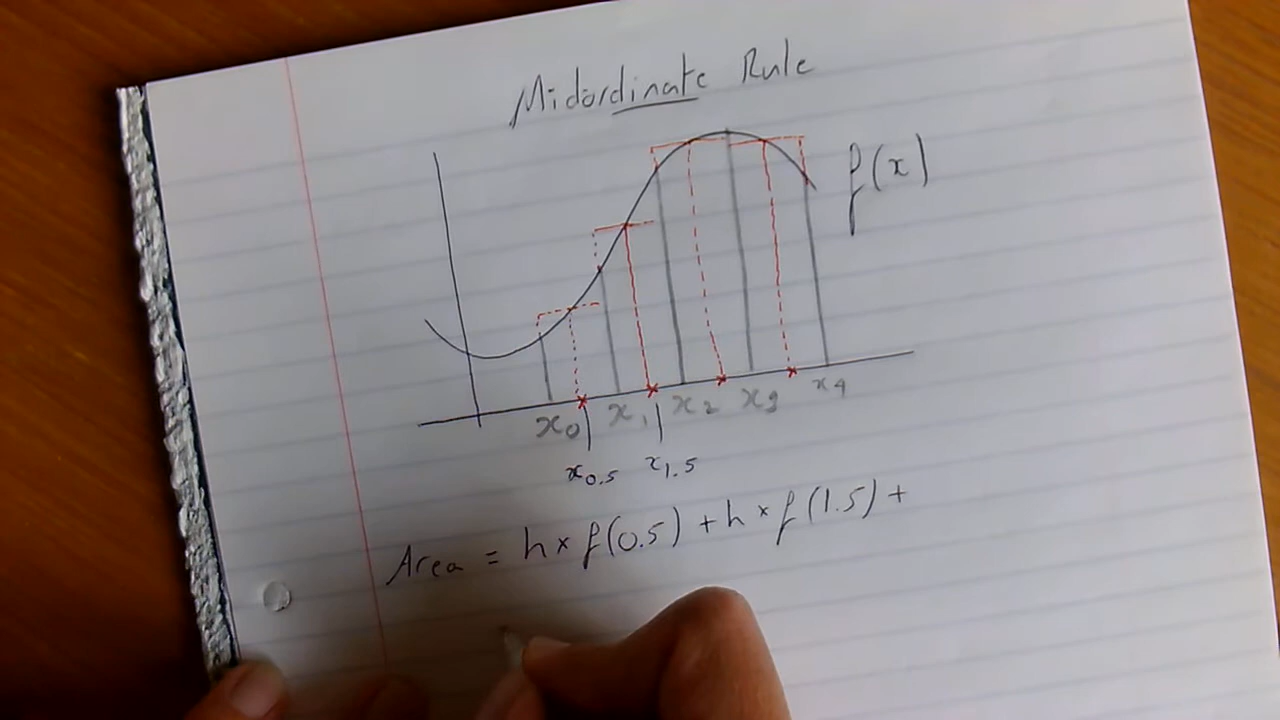 Midordinate Rule
f(x)
x₀ x₁ x₂ x₃ x₄
x₀.₅ x₁.₅
Area = h × f(0.5) + h × f(1.5) +